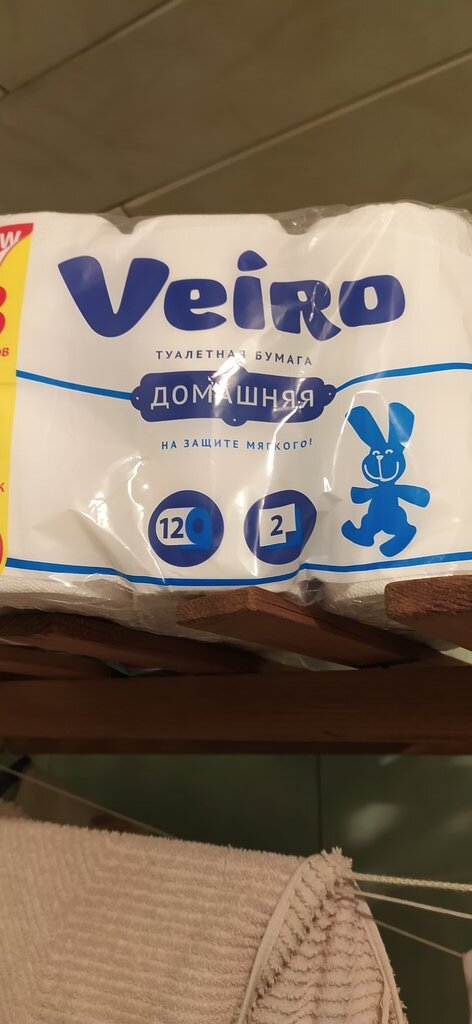 Veiro
ТУАЛЕТНАЯ БУМАГА
ДОМАШНЯЯ
НА ЗАЩИТЕ МЯГКОГО!
12
2